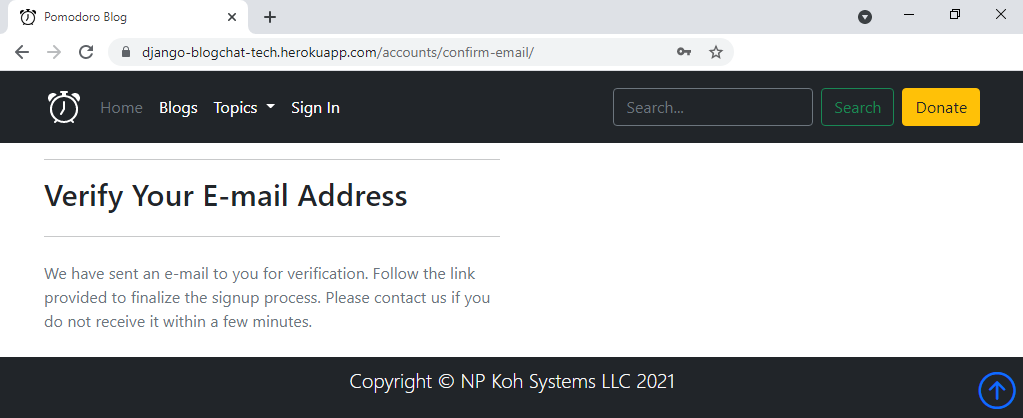 Pomodoro Blog
django-blogchat-tech.herokuapp.com/accounts/confirm-email/
Home Blogs Topics Sign In Search... Search Donate
Verify Your E-mail Address
We have sent an e-mail to you for verification. Follow the link
provided to finalize the signup process. Please contact us if you
do not receive it within a few minutes.
Copyright © NP Koh Systems LLC 2021